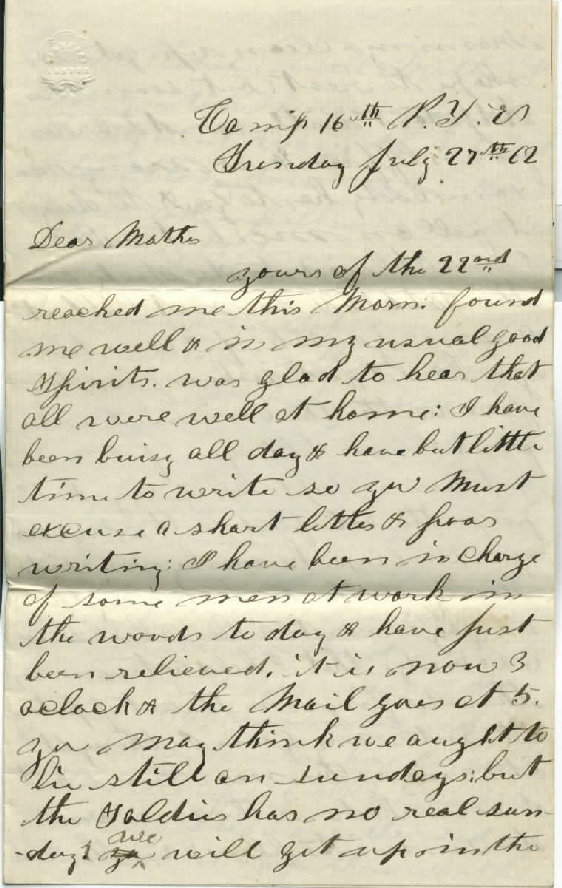 Camp 16th N.Y. V
July 27th 62
Dear Mother
yours of the 22nd
reached me this Morn: found
me well & in my usual good
Spirits. was glad to hear that
all were well at home: I have
been buisy all day & have but little
time to write so you Must
excuse a short letter & poor
writing: I have been in charge
of some men at work in
the woods to day & have just
been relieved. it is now 3
oclock & the Mail goes at 5.
you may think we aught to
lie still on sundays: but
the Soldier has no real sun-
-day! we will get up in the